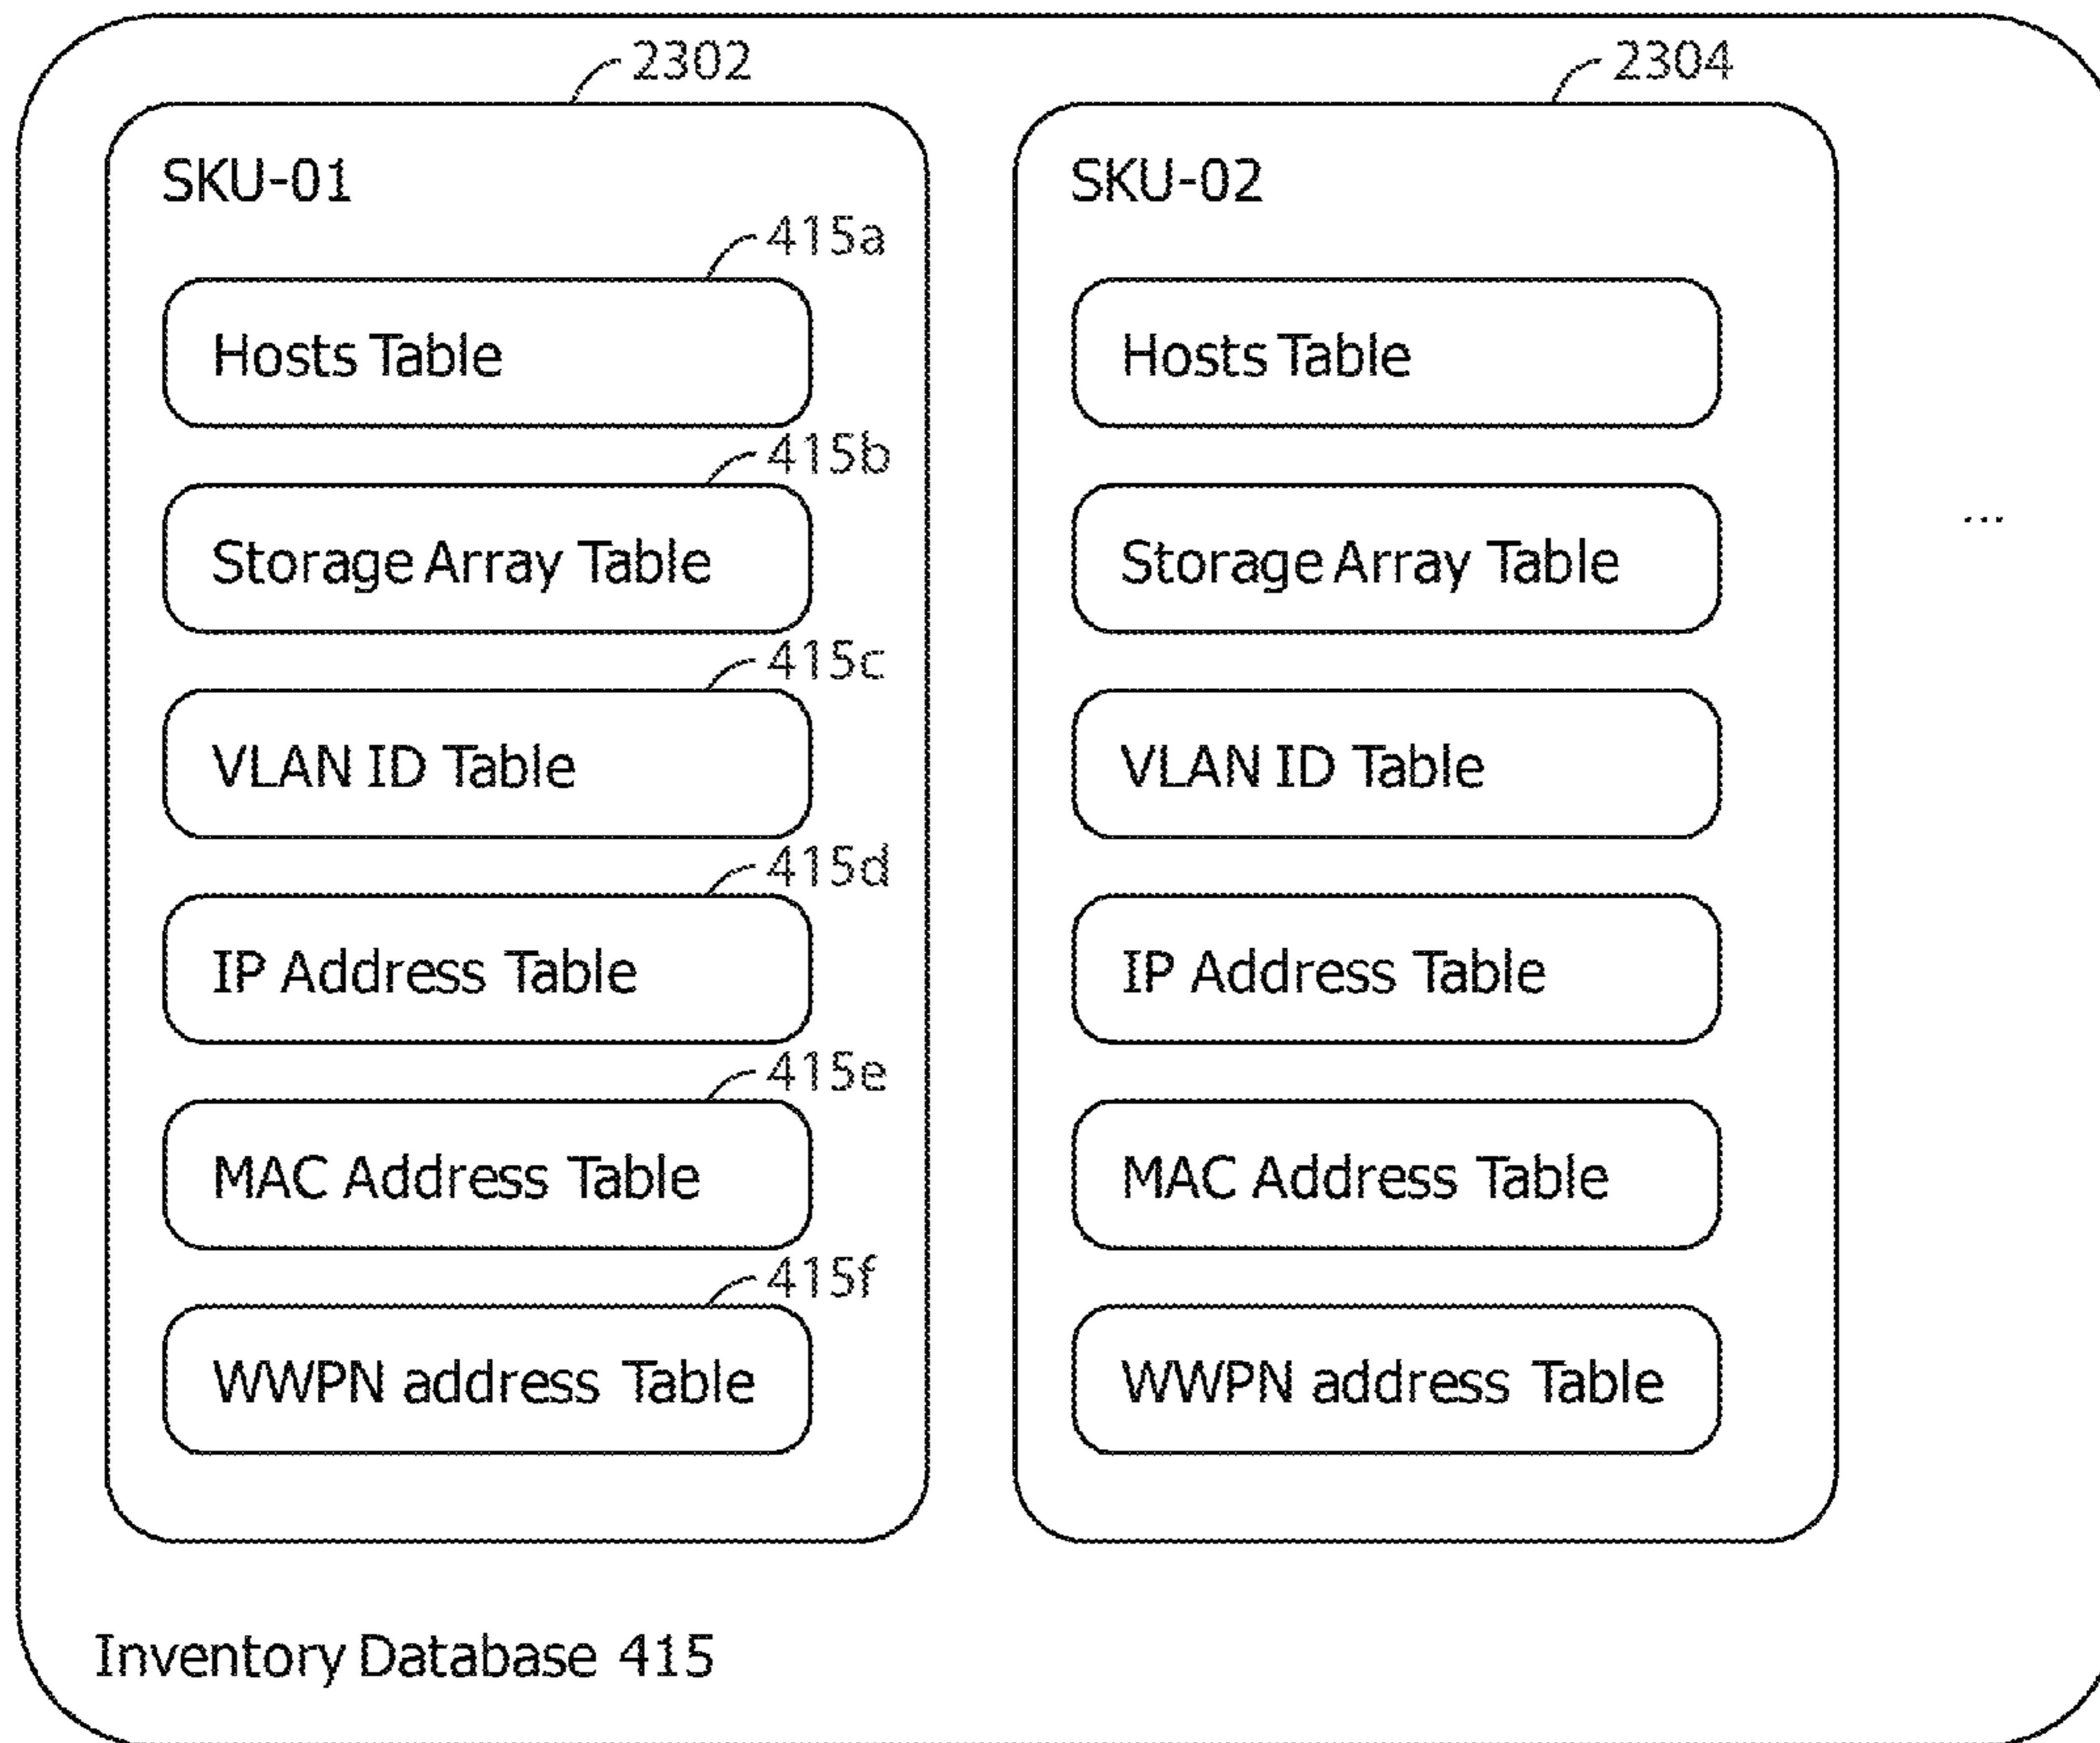 2302
SKU-01
415a
Hosts Table
415b
Storage Array Table
415c
VLAN ID Table
415d
IP Address Table
415e
MAC Address Table
415f
WWPN address Table
2304
SKU-02
Hosts Table
Storage Array Table
VLAN ID Table
IP Address Table
MAC Address Table
WWPN address Table
...
Inventory Database 415